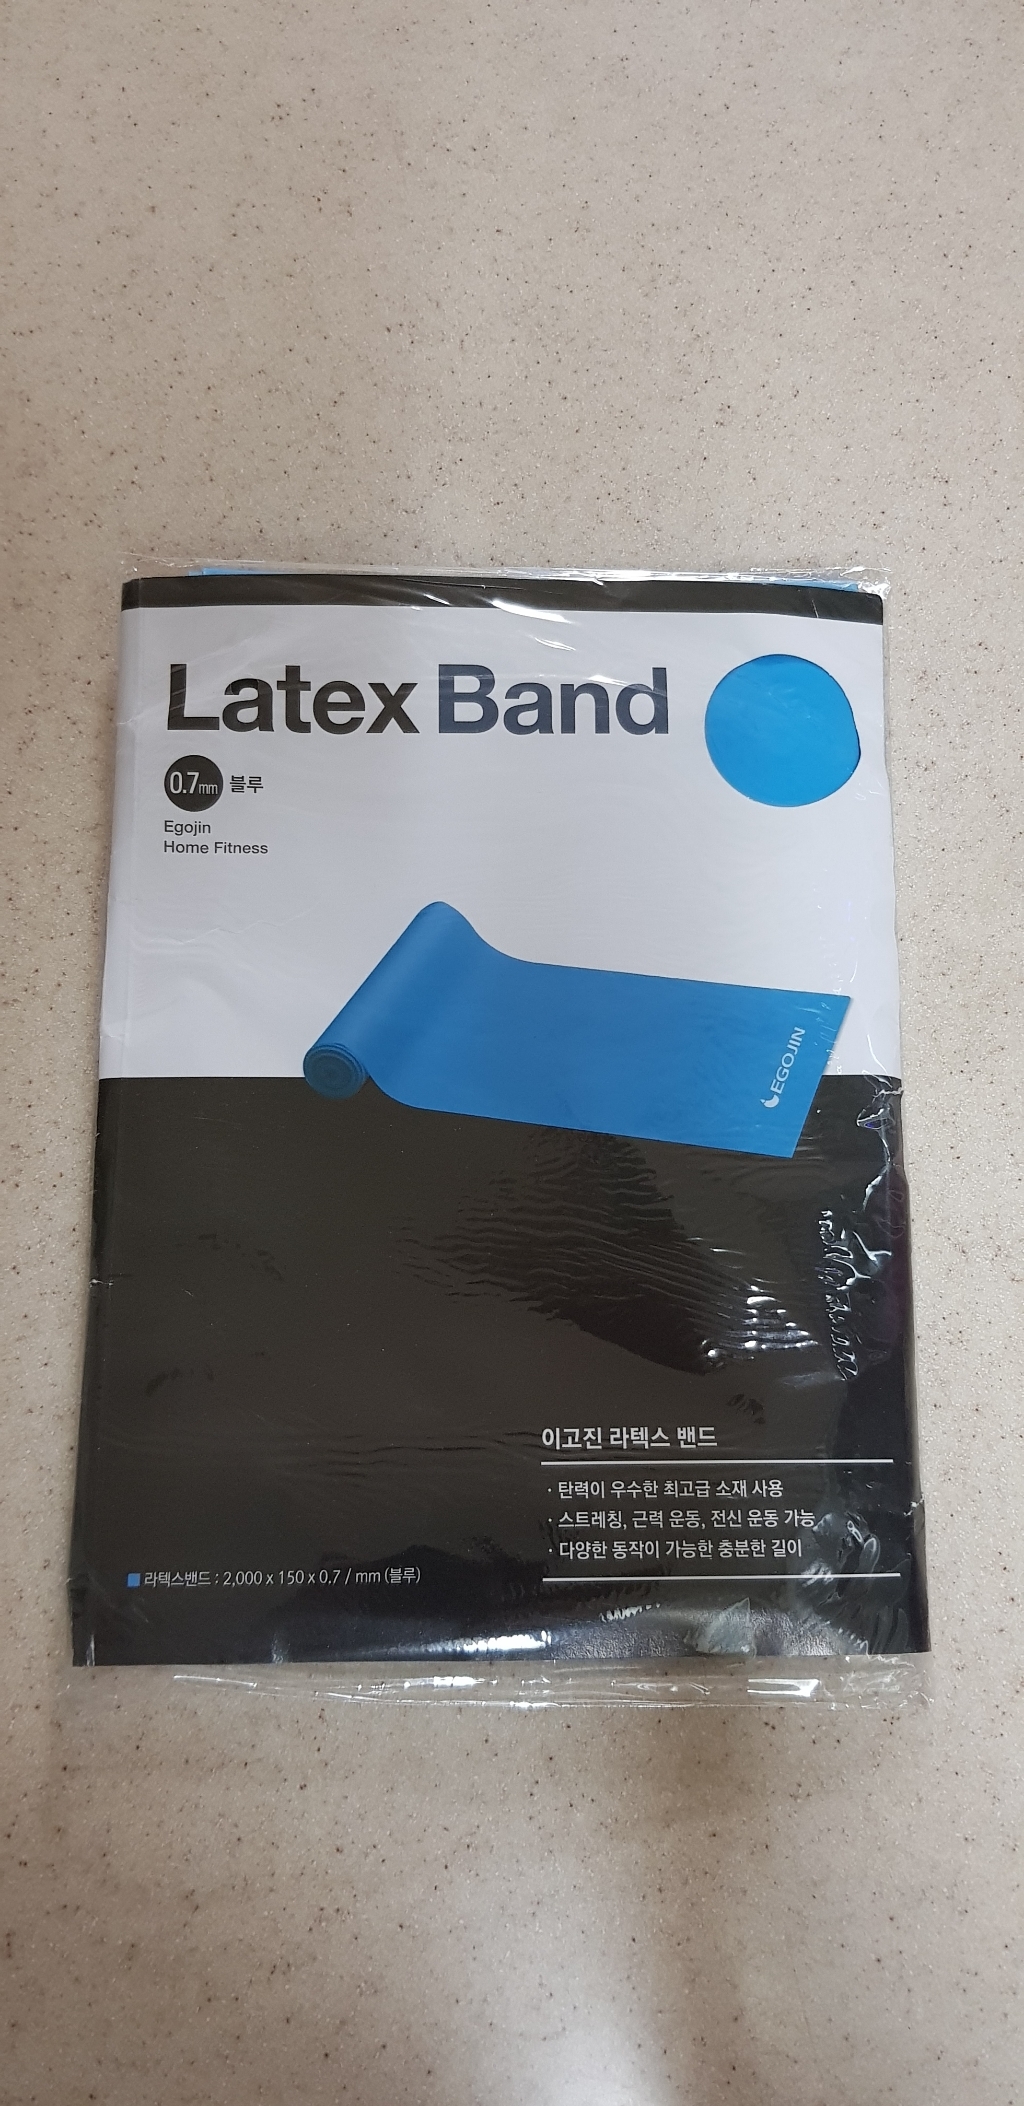 Latex Band
0.7mm 블루
Egojin
Home Fitness
EGOJIN
이고진 라텍스 밴드
· 탄력이 우수한 최고급 소재 사용
· 스트레칭, 근력 운동, 전신 운동 가능
· 다양한 동작이 가능한 충분한 길이
라텍스밴드 : 2,000 x 150 x 0.7 / mm (블루)